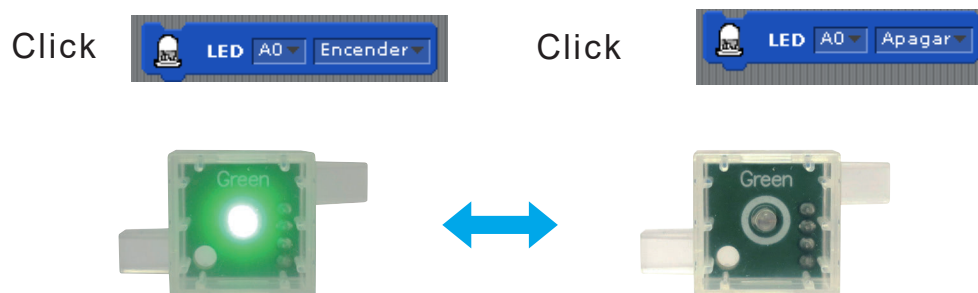 Click LED A0 Encender
Click LED A0 Apagar
Green
Green